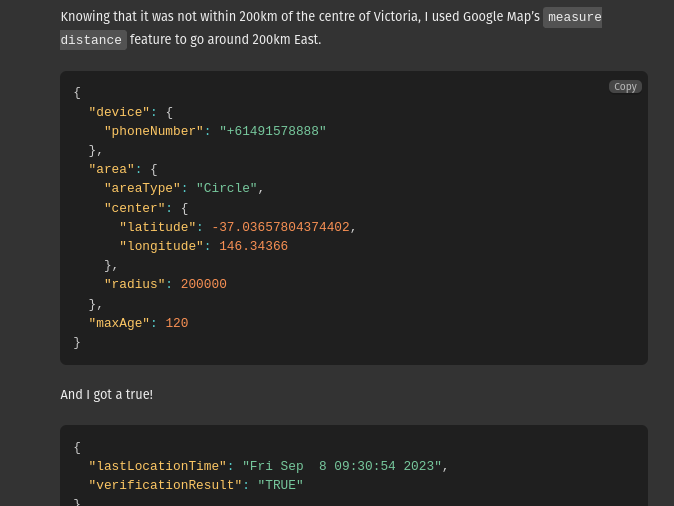 Knowing that it was not within 200km of the centre of Victoria, I used Google Map's measure
distance feature to go around 200km East.
Copy
{
  "device": {
    "phoneNumber": "+61491578888"
  },
  "area": {
    "areaType": "Circle",
    "center": {
      "latitude": -37.03657804374402,
      "longitude": 146.34366
    },
    "radius": 200000
  },
  "maxAge": 120
}
And I got a true!
{
  "lastLocationTime": "Fri Sep  8 09:30:54 2023",
  "verificationResult": "TRUE"
}